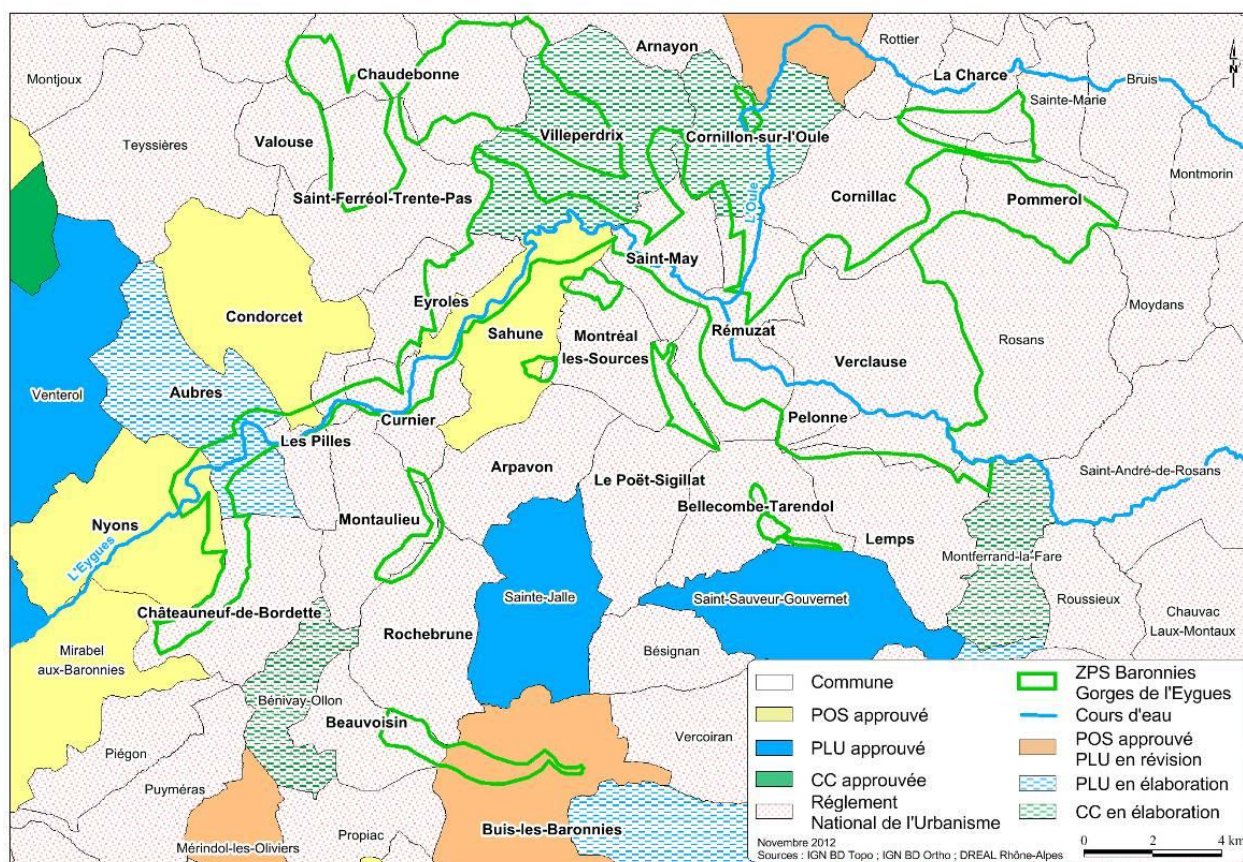 Arnayon
Rottier
N
Montjoux
Chaudebonne
La Charce
Bruis
Sainte-Marie
Teyssières
Valouse
Villeperdrix
Cornillon-sur-l'Oule
Montmorin
Saint-Ferréol-Trente-Pas
L'Oule
Cornillac
Pommerol
Saint-May
Eyroles
Moydans
Condorcet
Sahune
Montréal
les-Sources
Rémuzat
Rosans
Verclause
Venterol
Aubres
Curnier
Pelonne
Les Pilles
Arpavon
Le Poët-Sigillat
Saint-André-de-Rosans
Bellecombe-Tarendol
Nyons
Montaulieu
Lemps
L'Eygues
Montferrand-la-Fare
Sainte-Jalle
Saint-Sauveur-Gouvernet
Roussieux
Châteauneuf-de-Bordette
Chauvac
Laux-Montaux
Rochebrune
Mirabel
aux-Baronnies
Bésignan
Bénivay-Ollon
Beauvoisin
Vercoiran
Piégon
Puyméras
Buis-les-Baronnies
Propiac
Mérindol-les-Oliviers
Commune
POS approuvé
PLU approuvé
CC approuvée
Réglement
National de l'Urbanisme
ZPS Baronnies
Gorges de l'Eygues
Cours d'eau
POS approuvé
PLU en révision
PLU en élaboration
CC en élaboration
Novembre 2012
Sources : IGN BD Topo ; IGN BD Ortho ; DREAL Rhône-Alpes
0 2 4 km